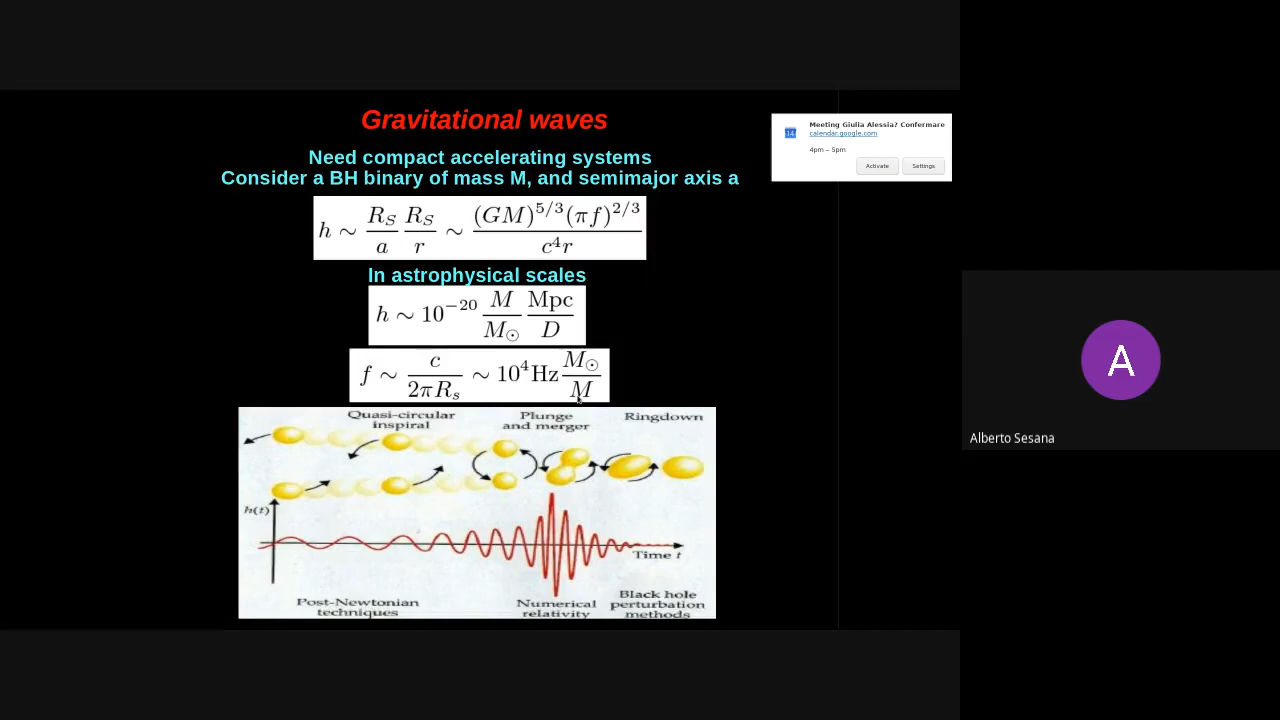 Gravitational waves
Need compact accelerating systems
Consider a BH binary of mass M, and semimajor axis a
h ∼ R_S/a R_S/r ∼ (GM)^{5/3}(πf)^{2/3}/c^4r
In astrophysical scales
h ∼ 10^{−20} M/M_⊙ Mpc/D
f ∼ c/2πR_s ∼ 10^4Hz M_⊙/M
Quasi-circular
inspiral
Plunge
and merger
Ringdown
h(t)
Time t
Post-Newtonian
techniques
Numerical
relativity
Black hole
perturbation
methods
Meeting Giulia Alessia? Confermare
14
calendar.google.com
4pm – 5pm
Activate
Settings
A
Alberto Sesana